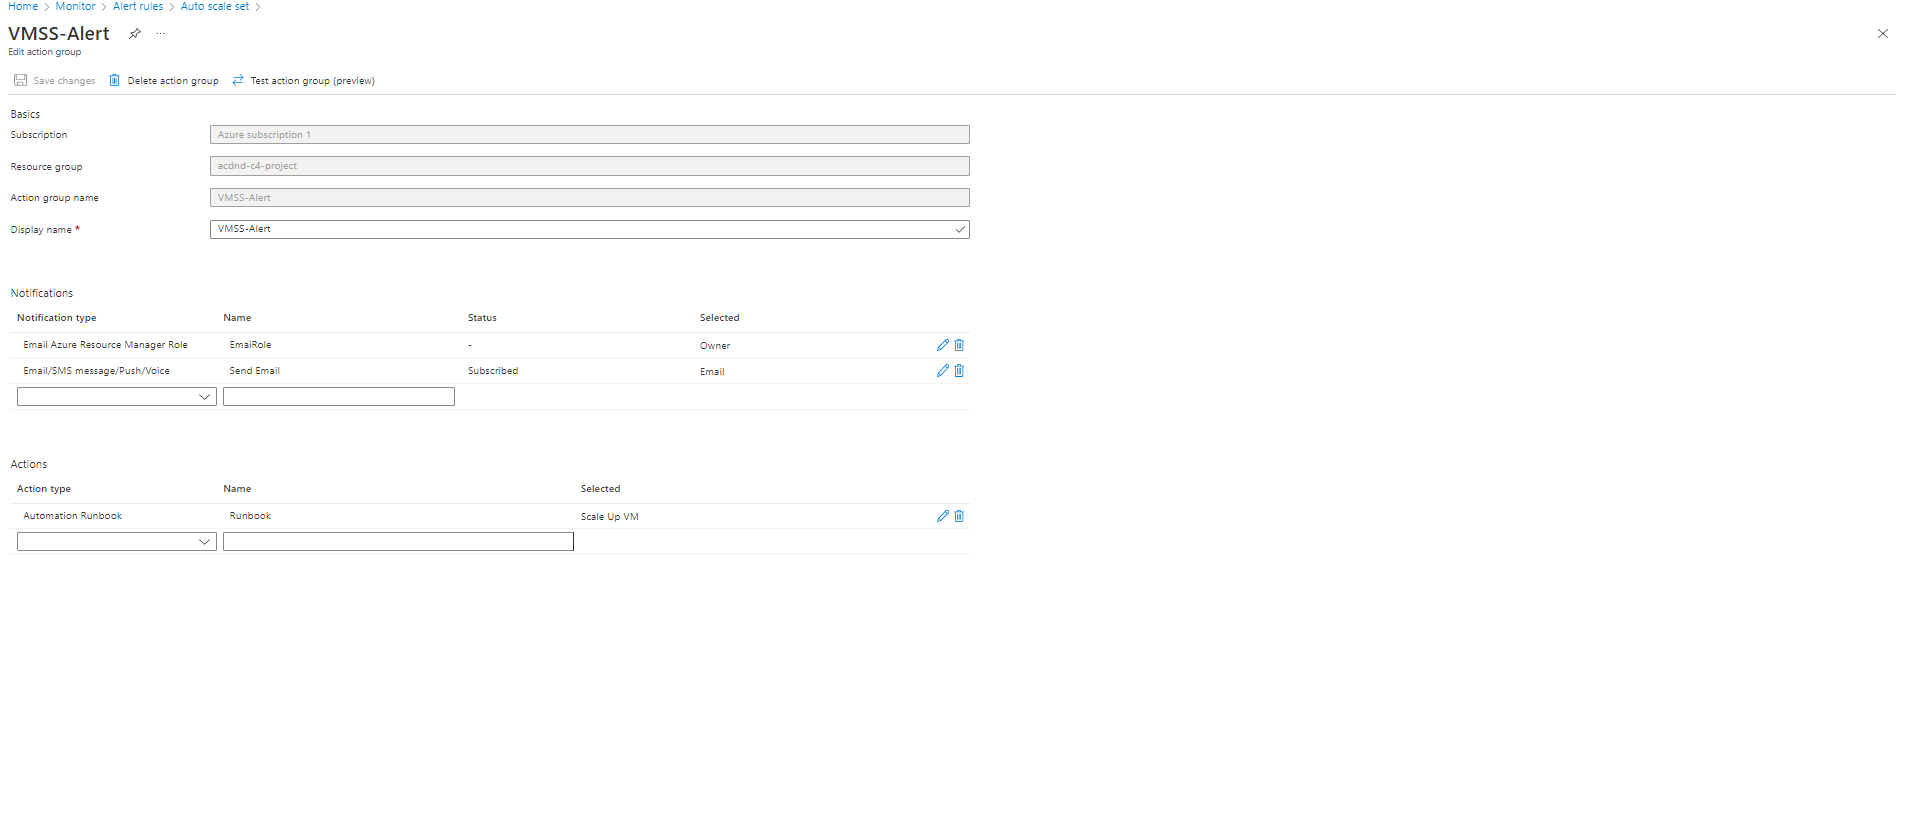 Home > Monitor > Alert rules > Auto scale set >
VMSS-Alert ...
Edit action group
Save changes Delete action group Test action group (preview)
Basics
Subscription Azure subscription 1
Resource group acdnd-c4-project
Action group name VMSS-Alert
Display name * VMSS-Alert
Notifications
Notification type Name Status Selected
Email Azure Resource Manager Role EmaiRole - Owner
Email/SMS message/Push/Voice Send Email Subscribed Email
Actions
Action type Name Selected
Automation Runbook Runbook Scale Up VM